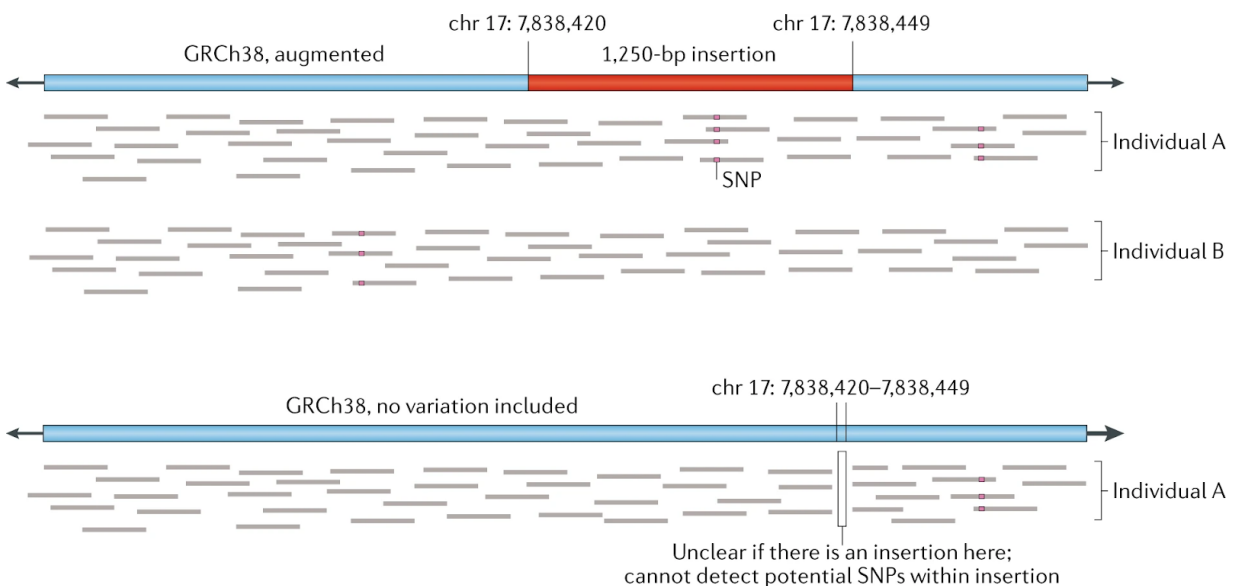 chr 17: 7,838,420
chr 17: 7,838,449
GRCh38, augmented
1,250-bp insertion
Individual A
SNP
Individual B
chr 17: 7,838,420–7,838,449
GRCh38, no variation included
Individual A
Unclear if there is an insertion here;
cannot detect potential SNPs within insertion